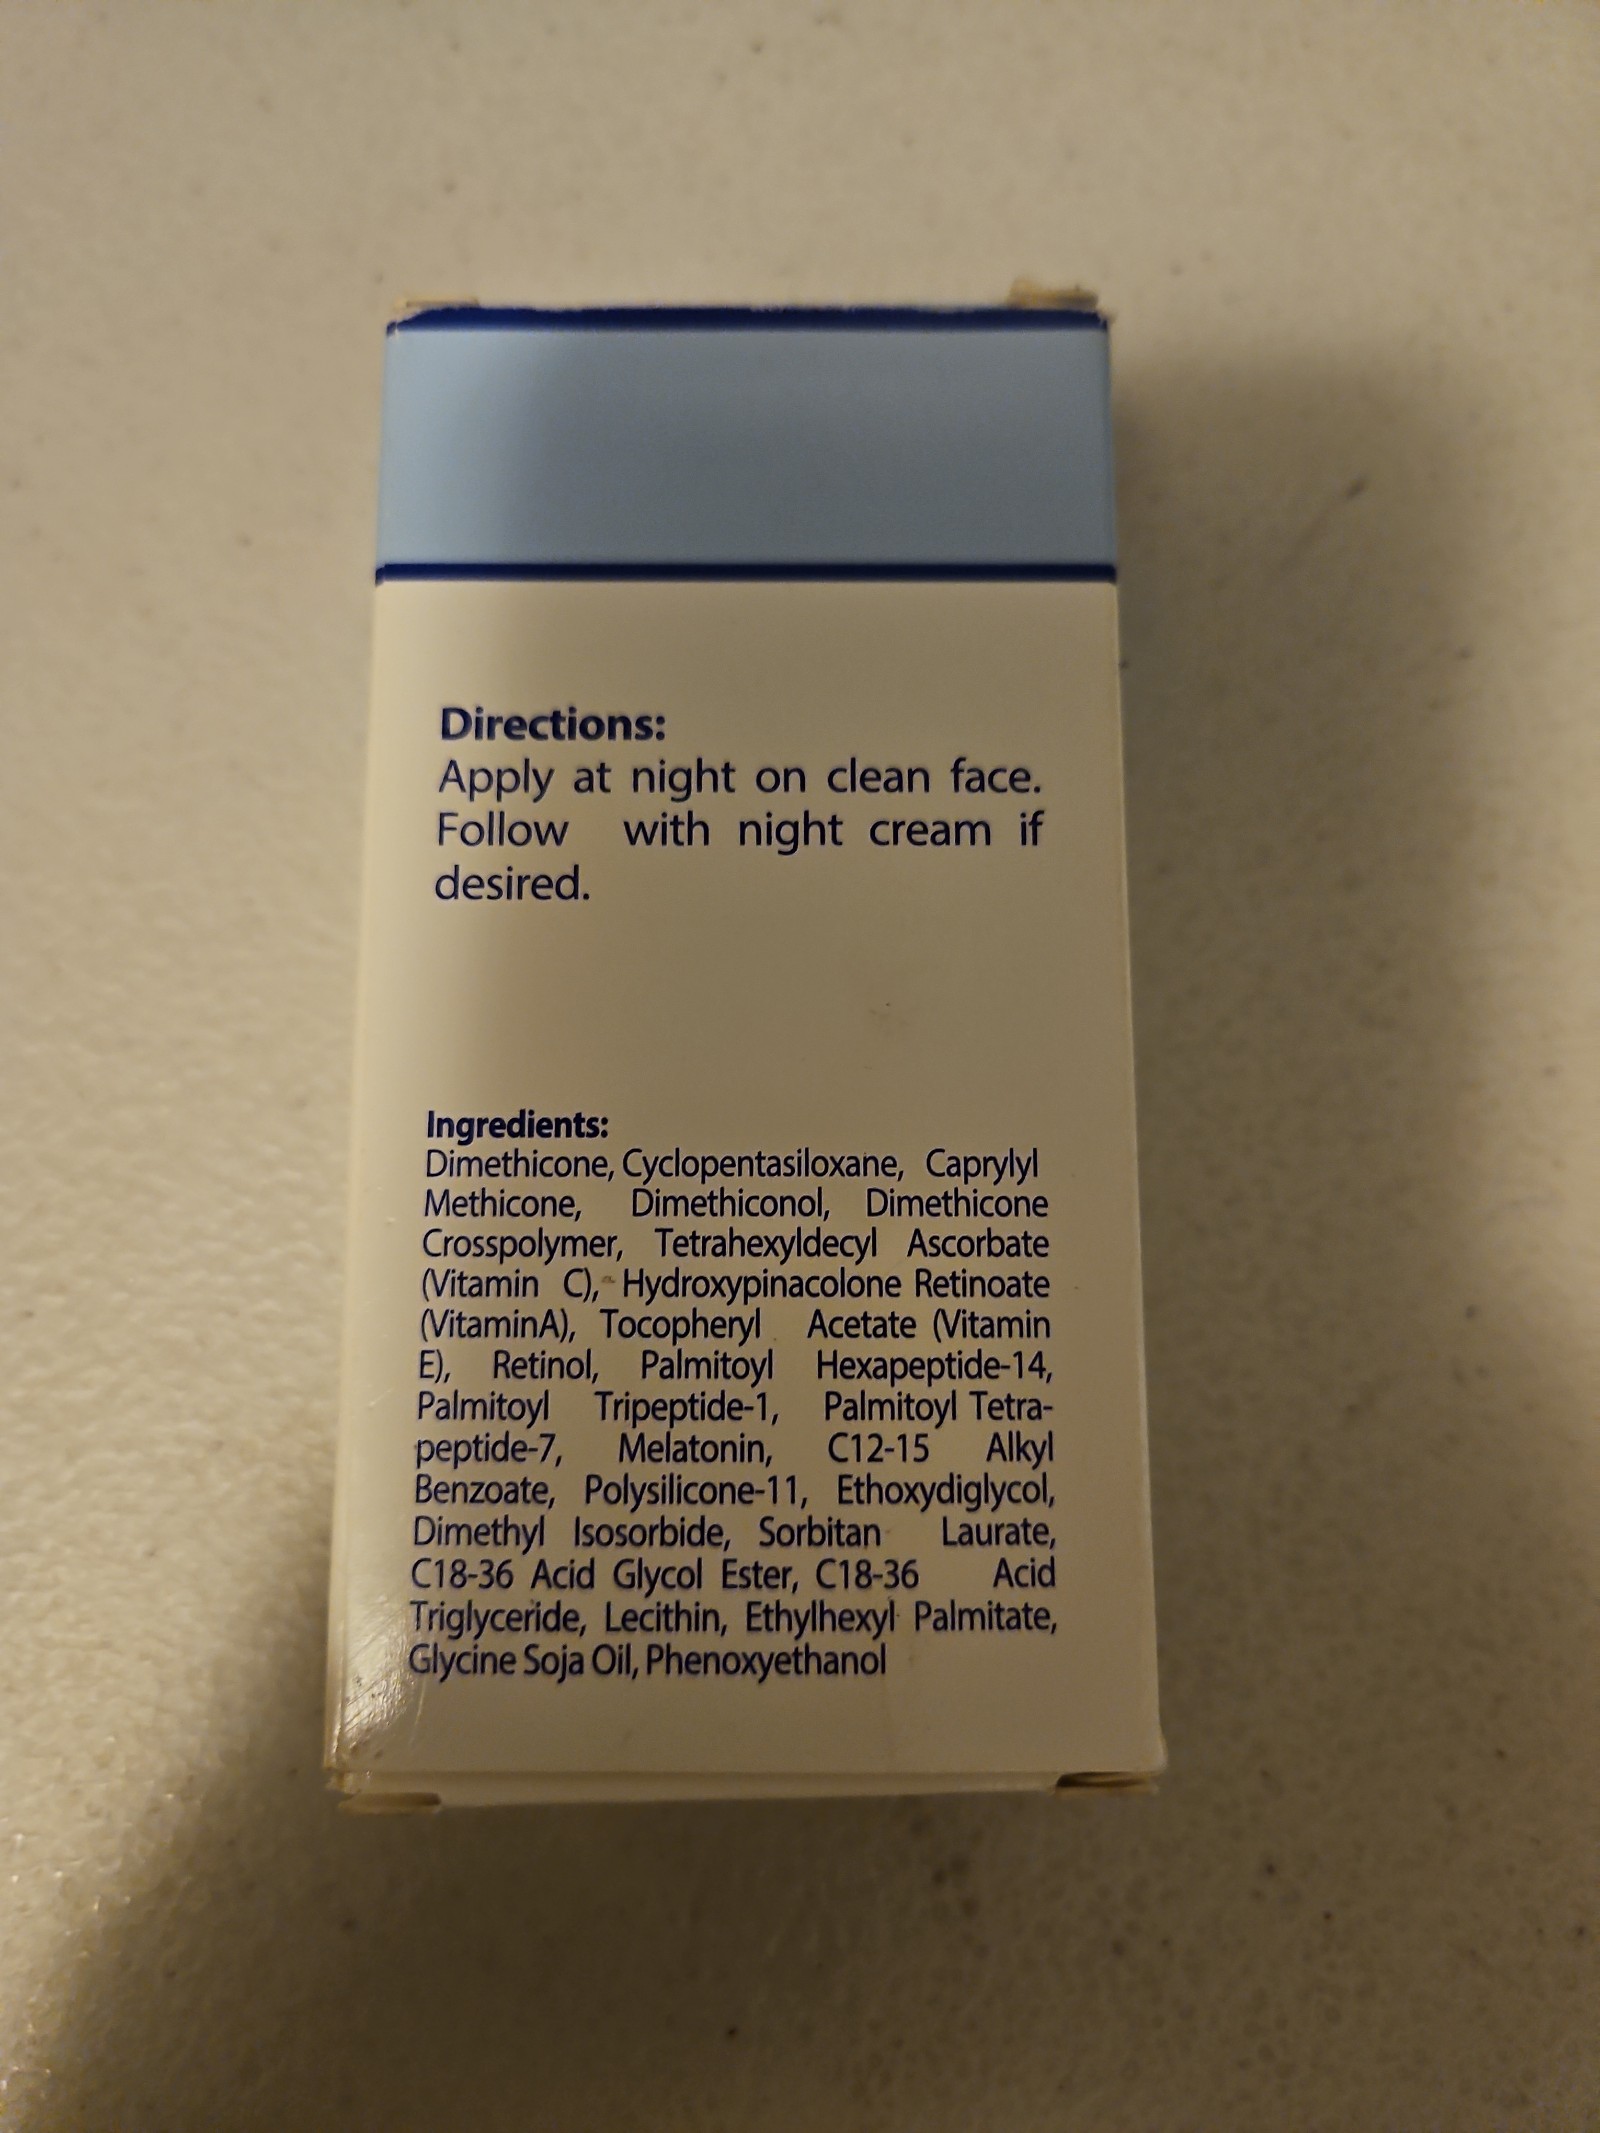 Directions:
Apply at night on clean face.
Follow with night cream if
desired.
Ingredients:
Dimethicone, Cyclopentasiloxane, Caprylyl
Methicone, Dimethiconol, Dimethicone
Crosspolymer, Tetrahexyldecyl Ascorbate
(Vitamin C), Hydroxypinacolone Retinoate
(VitaminA), Tocopheryl Acetate (Vitamin
E), Retinol, Palmitoyl Hexapeptide-14,
Palmitoyl Tripeptide-1, Palmitoyl Tetra-
peptide-7, Melatonin, C12-15 Alkyl
Benzoate, Polysilicone-11, Ethoxydiglycol,
Dimethyl Isosorbide, Sorbitan Laurate,
C18-36 Acid Glycol Ester, C18-36 Acid
Triglyceride, Lecithin, Ethylhexyl Palmitate,
Glycine Soja Oil, Phenoxyethanol